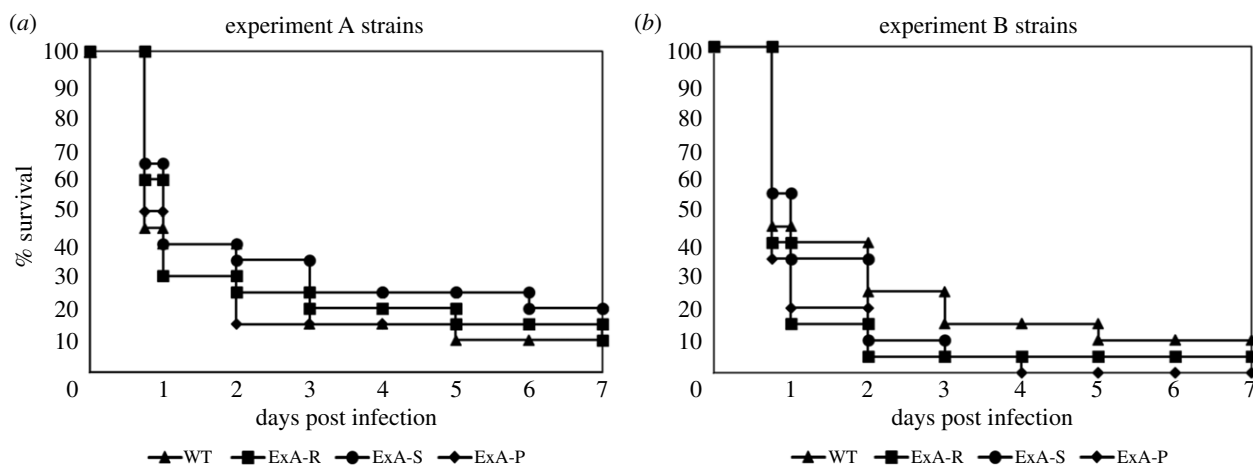 (a) experiment A strains
100
90
80
70
60
50
40
30
20
10
0
% survival
1 2 3 4 5 6 7
days post infection
WT ExA-R ExA-S ExA-P
(b) experiment B strains
100
90
80
70
60
50
40
30
20
10
0
1 2 3 4 5 6 7
days post infection
WT ExA-R ExA-S ExA-P